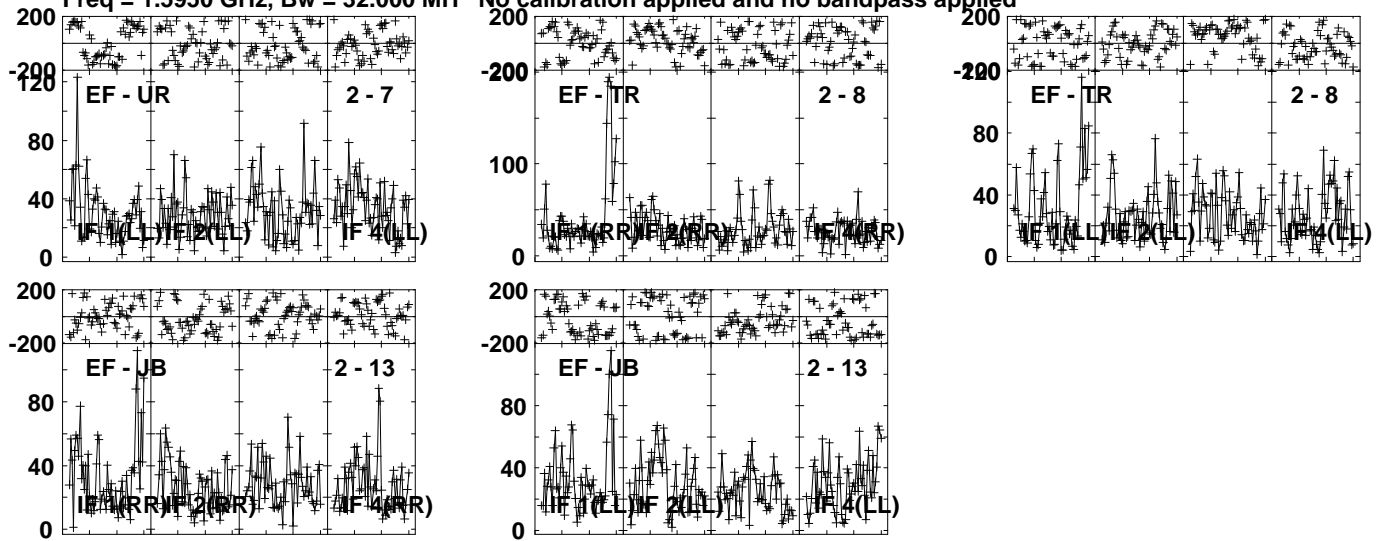 Freq = 1.5950 GHz, Bw = 32.000 MH No calibration applied and no bandpass applied
200
-200
120
80
40
0
EF - UR
2 - 7
IF 1(LL)
IF 2(LL)
IF 4(LL)
200
-200
200
100
0
EF - TR
2 - 8
IF 1(RR)
IF 2(RR)
IF 4(RR)
200
-200
120
80
40
0
EF - TR
2 - 8
IF 1(LL)
IF 2(LL)
IF 4(LL)
200
-200
80
40
0
EF - JB
2 - 13
IF 1(RR)
IF 2(RR)
IF 4(RR)
200
-200
80
40
0
EF - JB
2 - 13
IF 1(LL)
IF 2(LL)
IF 4(LL)